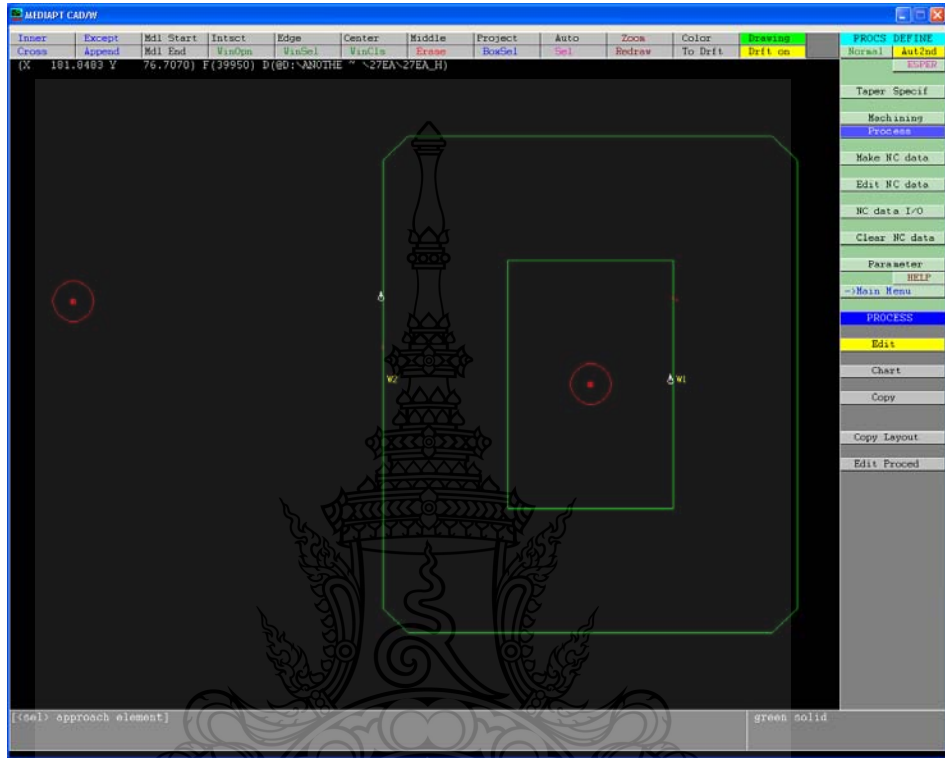 MEDIAPT CAD/W
Inner Except Mdl Start Intsct Edge Center Middle Project Auto Zoom Color Drawing
Cross Append Mdl End WinOpn WinSel WinCls Erase BoxSel Sel Redraw To Drft Drft on
(X 181.8483 Y 76.7070) F(39950) D(@D:\ANOTHE ~ \27EA\27EA_H)
PROCS DEFINE
Normal Aut2nd
ESPER
Taper Specif
Machining
Process
Make NC data
Edit NC data
NC data I/O
Clear NC data
Parameter
HELP
->Main Menu
PROCESS
Edit
Chart
Copy
Copy Layout
Edit Proced
W2
W1
[<sel> approach element]
green solid